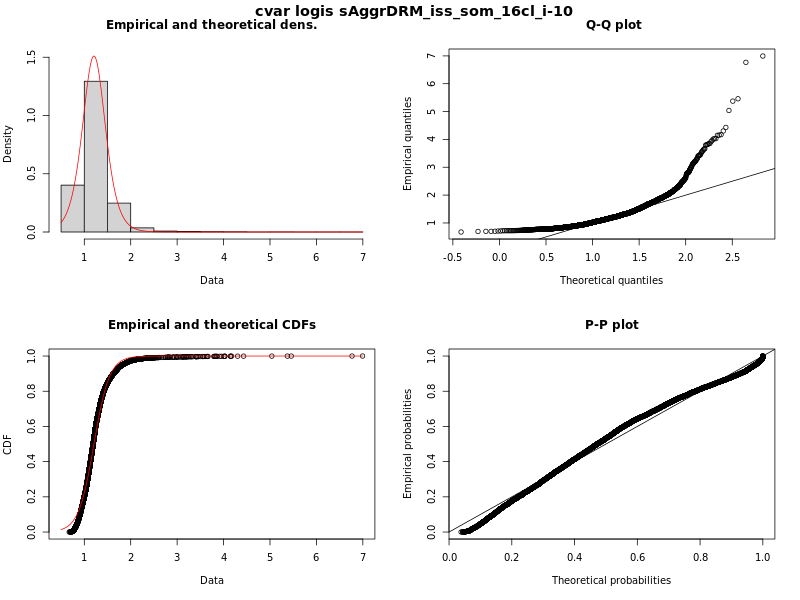 cvar logis sAggrDRM_iss_som_16cl_i-10
Empirical and theoretical dens.
Density
0.0 0.5 1.0 1.5
1 2 3 4 5 6 7
Data
Q-Q plot
Empirical quantiles
1 2 3 4 5 6 7
-0.5 0.0 0.5 1.0 1.5 2.0 2.5
Theoretical quantiles
Empirical and theoretical CDFs
CDF
0.0 0.2 0.4 0.6 0.8 1.0
1 2 3 4 5 6 7
Data
P-P plot
Empirical probabilities
0.0 0.2 0.4 0.6 0.8 1.0
0.0 0.2 0.4 0.6 0.8 1.0
Theoretical probabilities